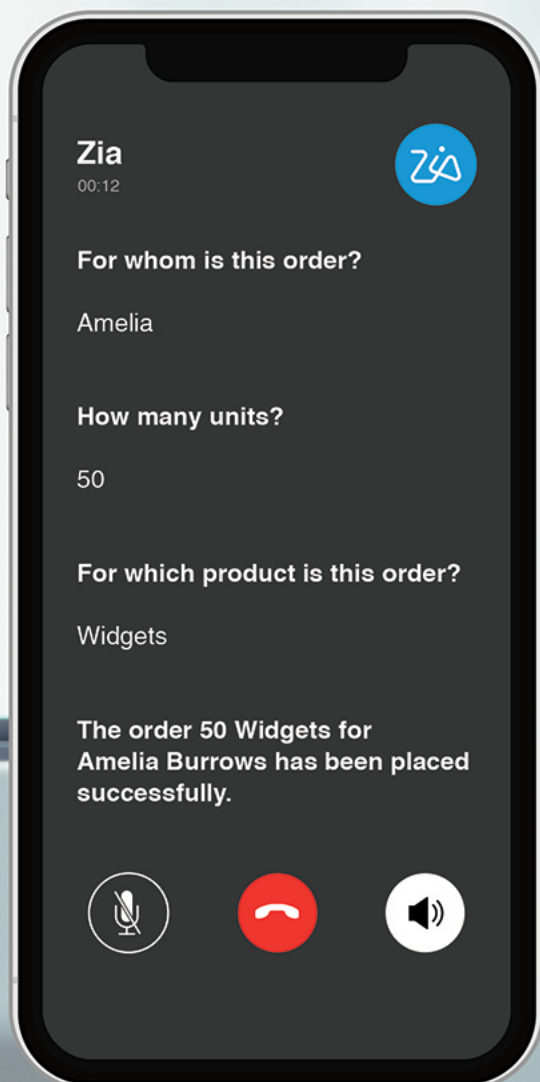 Zia
Zia
00:12
For whom is this order?
Amelia
How many units?
50
For which product is this order?
Widgets
The order 50 Widgets for
Amelia Burrows has been placed
successfully.